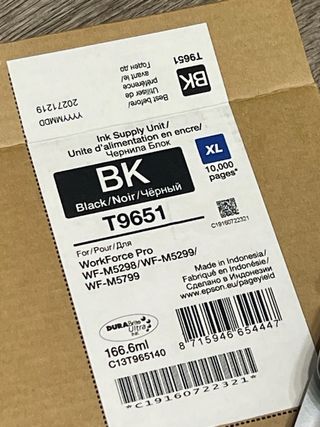 T9651
BK
Best before/
Utiliser de
préférence
avant le/
Годен до
20271219
YYYYMMDD
Ink Supply Unit/
Unite d'alimentation en encre/
Чернила Блок
BK
Black/Noir/Чёрный
XL
10,000
pages*
T9651
C19160722321
For/Pour/Для
WorkForce Pro
WF-M5298/WF-M5299/
WF-M5799
Made in Indonesia/
Fabriqué en Indonésie/
Сделано в Индонезии
www.epson.eu/pageyield
DURABrite
Ultra
Ink
166.6ml
C13T965140
8 715946 654447
*C19160722321*